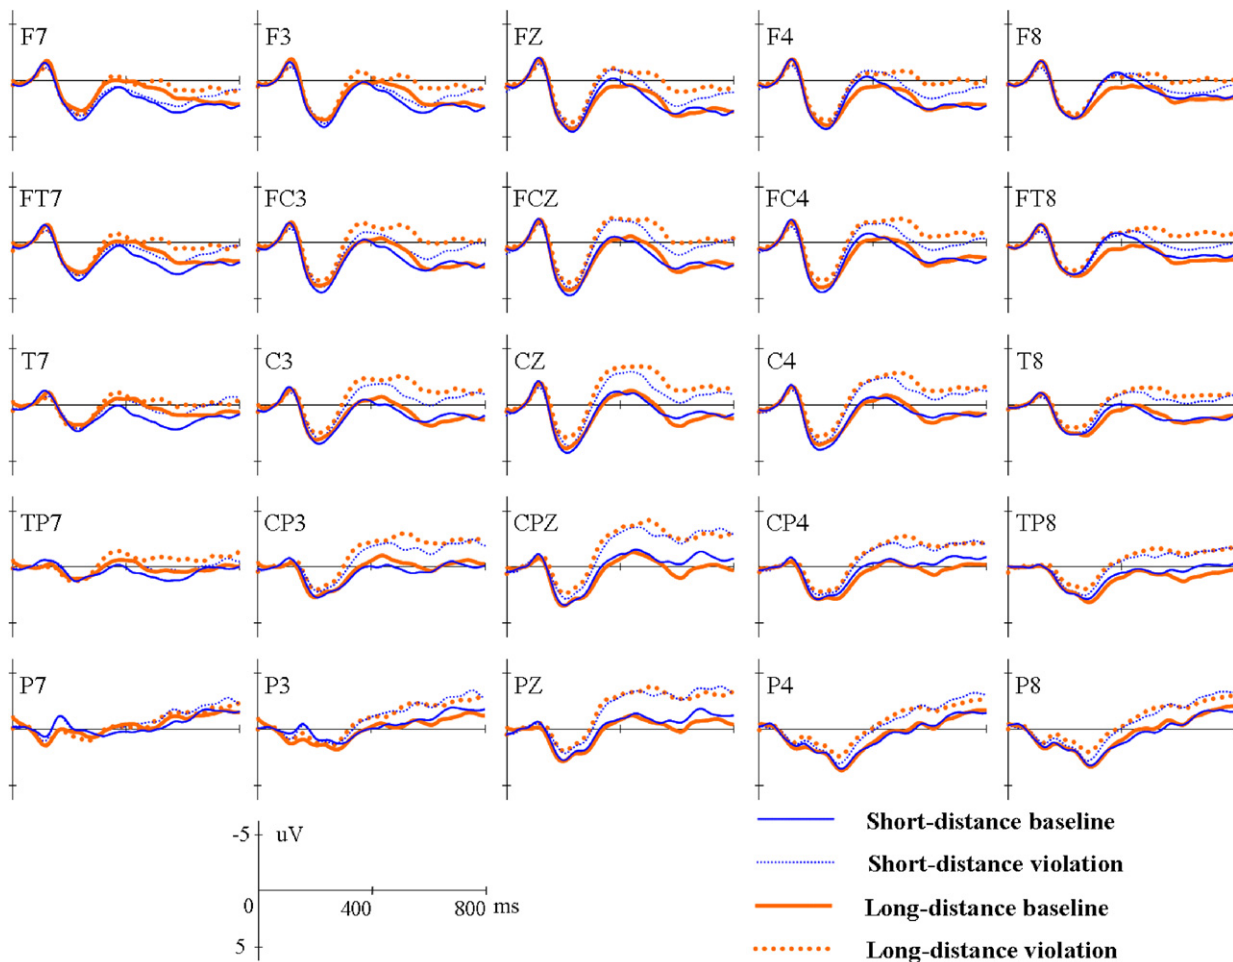 F7 F3 FZ F4 F8
FT7 FC3 FCZ FC4 FT8
T7 C3 CZ C4 T8
TP7 CP3 CPZ CP4 TP8
P7 P3 PZ P4 P8
-5 uV
0 400 800 ms
5
Short-distance baseline
Short-distance violation
Long-distance baseline
Long-distance violation